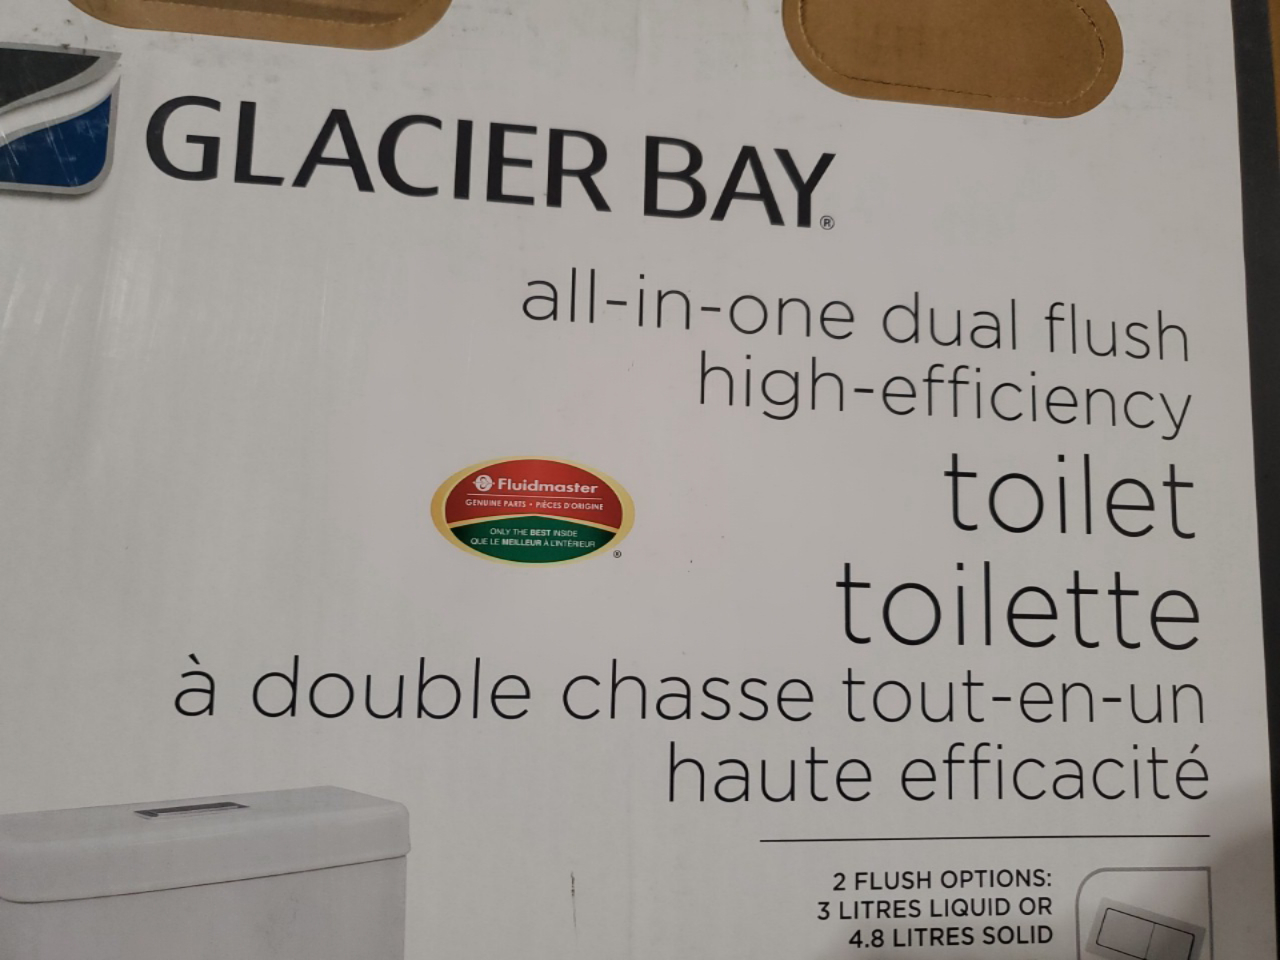 GLACIER BAY®
all-in-one dual flush
high-efficiency
toilet
Fluidmaster
GENUINE PARTS • PIÈCES D'ORIGINE
ONLY THE BEST INSIDE
QUE LE MEILLEUR À L'INTÉRIEUR
®
toilette
à double chasse tout-en-un
haute efficacité
2 FLUSH OPTIONS:
3 LITRES LIQUID OR
4.8 LITRES SOLID